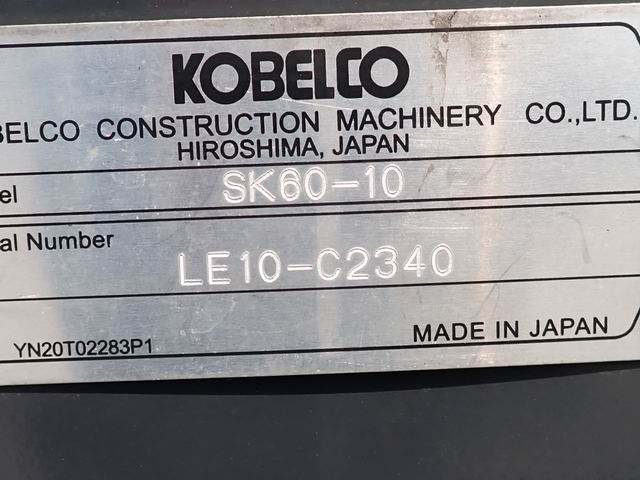 KOBELCO
BELCO CONSTRUCTION MACHINERY CO.,LTD.
HIROSHIMA, JAPAN
el SK60-10
al Number
LE10-C2340
YN20T02283P1
MADE IN JAPAN